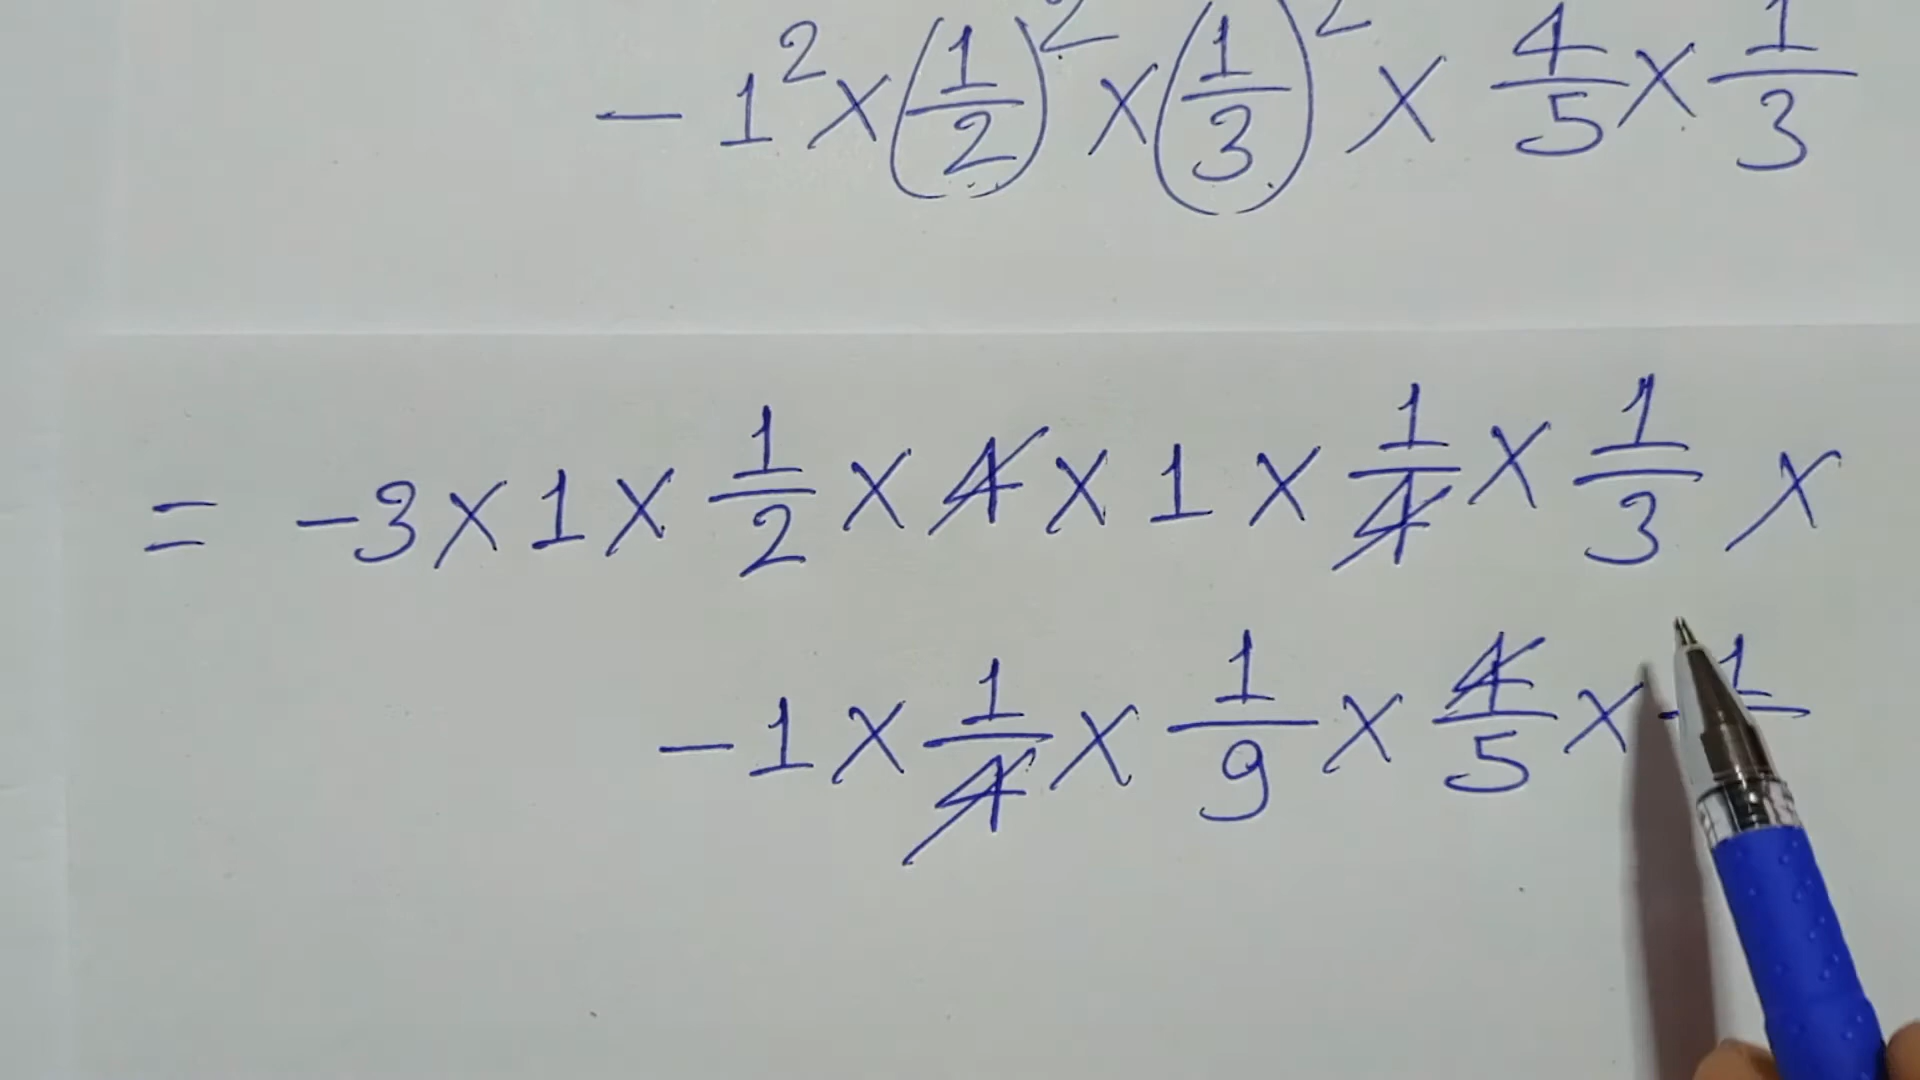 - 1² × (1/2)² × (1/3)² × 4/5 × 1/3
= -3 × 1 × 1/2 × 4 × 1 × 1/4 × 1/3 ×
-1 × 1/4 × 1/9 × 4/5 × 1/